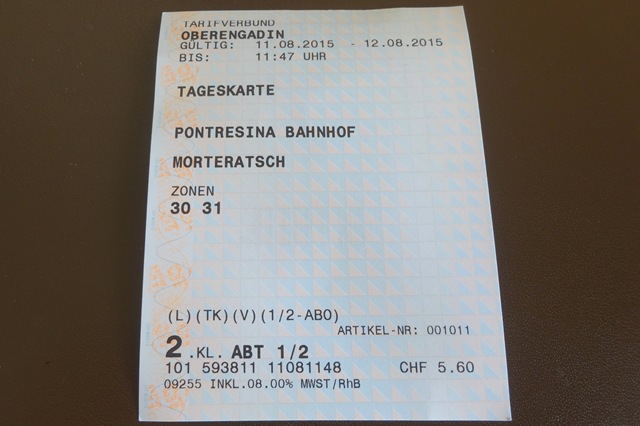 TARIFVERBUND
OBERENGADIN
GÜLTIG: 11.08.2015 - 12.08.2015
BIS: 11:47 UHR
TAGESKARTE
PONTRESINA BAHNHOF
MORTERATSCH
ZONEN
30 31
(L)(TK)(V)(1/2-ABO)
ARTIKEL-NR: 001011
2.KL. ABT 1/2
101 593811 11081148 CHF 5.60
09255 INKL.08.00% MWST/RhB